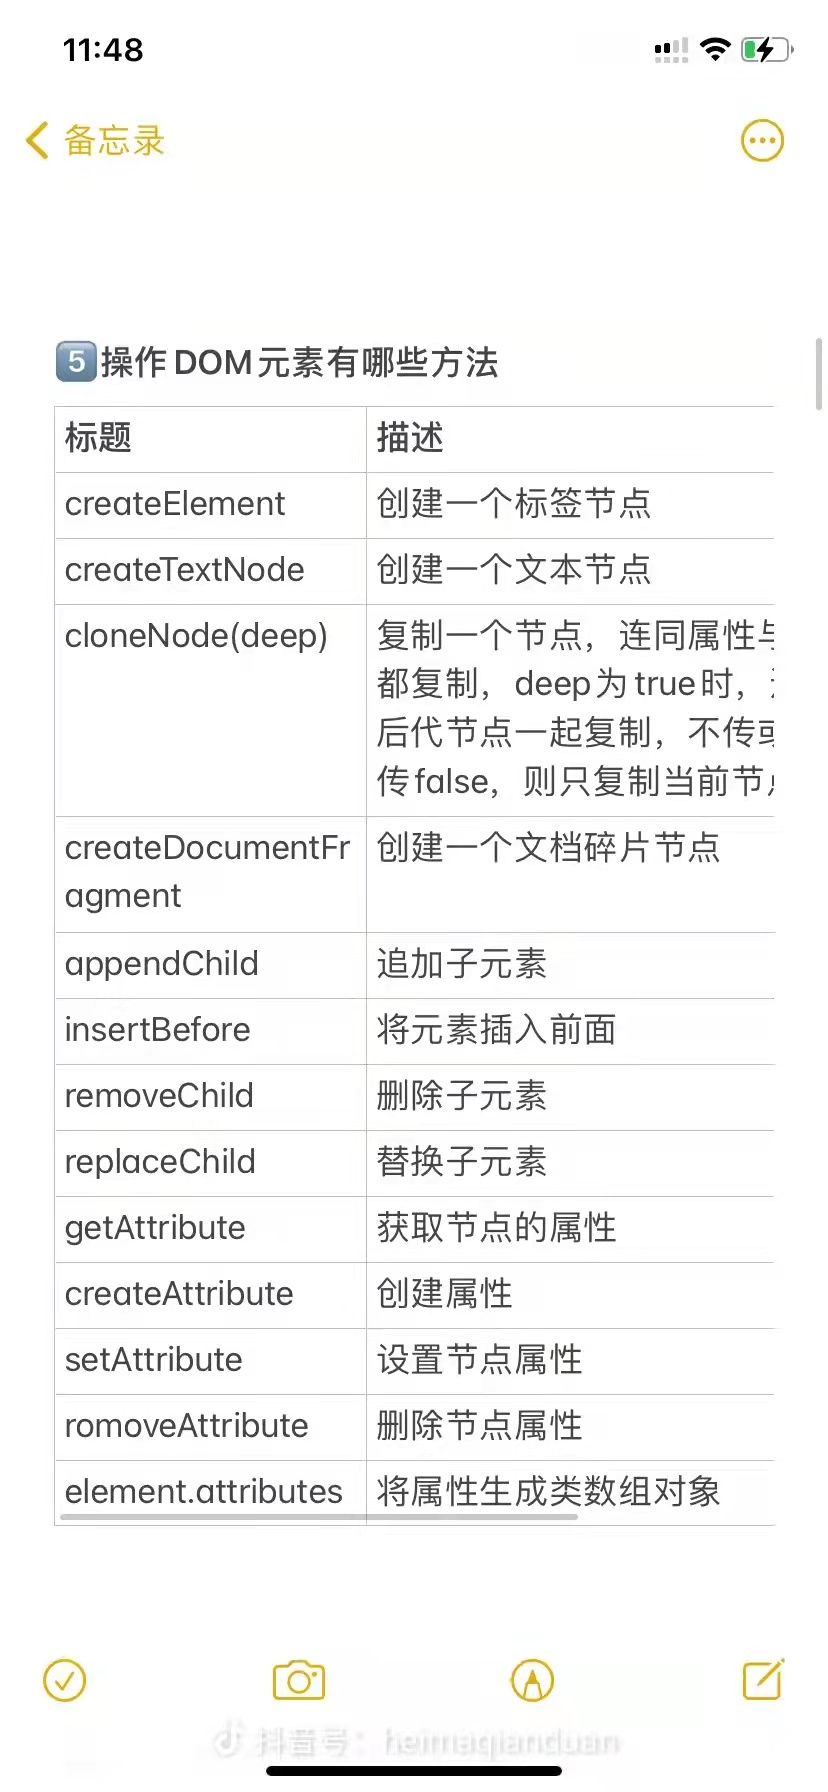 11:48
备忘录
5操作DOM元素有哪些方法
标题 描述
createElement 创建一个标签节点
createTextNode 创建一个文本节点
cloneNode(deep) 复制一个节点，连同属性与
都复制，deep为true时，
后代节点一起复制，不传或
传false，则只复制当前节点
createDocumentFr 创建一个文档碎片节点
agment
appendChild 追加子元素
insertBefore 将元素插入前面
removeChild 删除子元素
replaceChild 替换子元素
getAttribute 获取节点的属性
createAttribute 创建属性
setAttribute 设置节点属性
romoveAttribute 删除节点属性
element.attributes 将属性生成类数组对象
抖音号：heimaqianduan